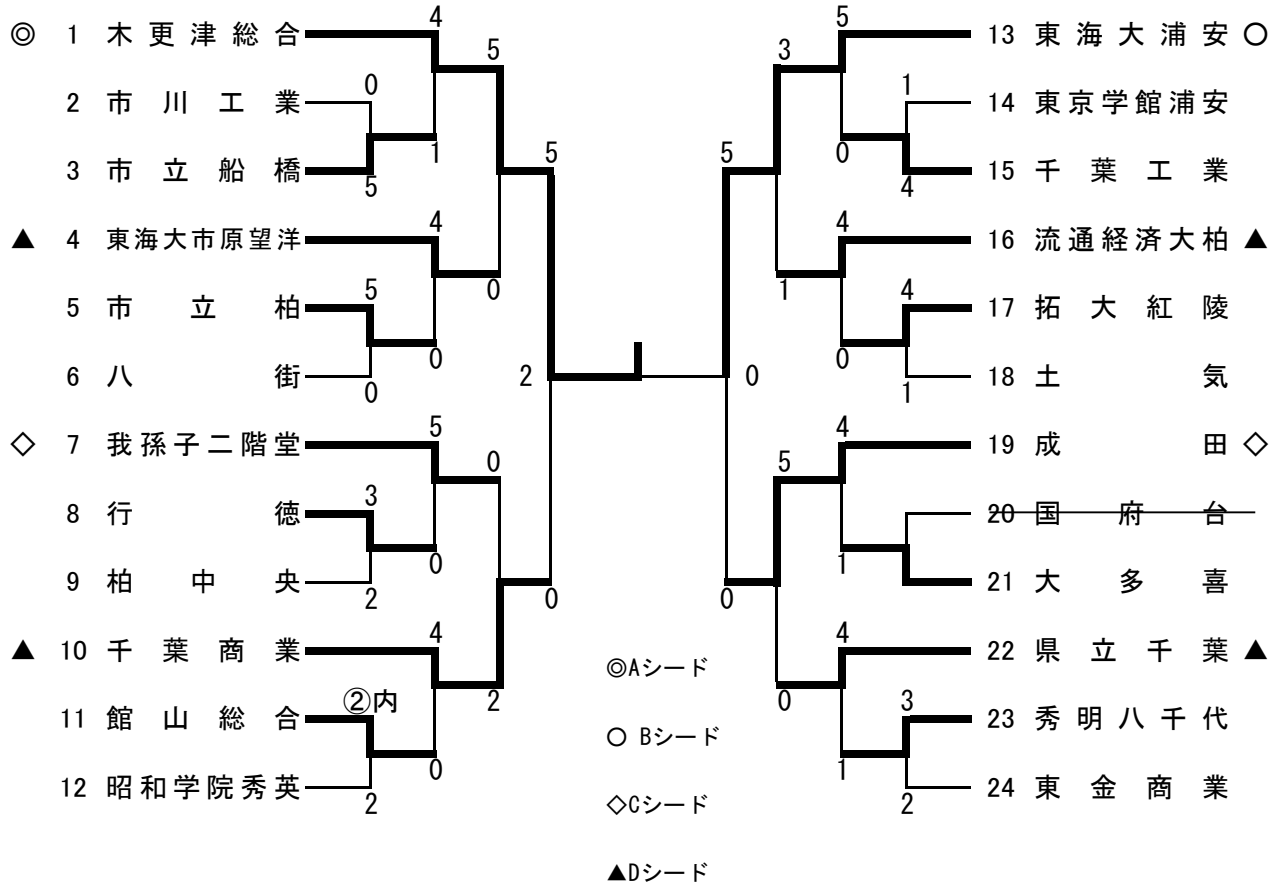 4 5
◎ 1 木更津総合 5 3 13 東海大浦安 ○
0 1
2 市川工業 14 東京学館浦安
1 5 5 0
3 市立船橋 15 千葉工業
5 4
4 4
▲ 4 東海大市原望洋 16 流通経済大柏 ▲
5 0 1 4
5 市立柏 17 拓大紅陵
0 0
6 八街 2 0 18 土気
0 1
5 4
◇ 7 我孫子二階堂 0 5 19 成田 ◇
3
8 行徳 20 国府台
0 1
9 柏中央 21 大多喜
2 0 0
4 4
▲ 10 千葉商業 ◎Aシード 22 県立千葉 ▲
②内 2 0 3
11 館山総合 23 秀明八千代
○ Bシード
0 1
12 昭和学院秀英 24 東金商業
2 2
◇Cシード
▲Dシード